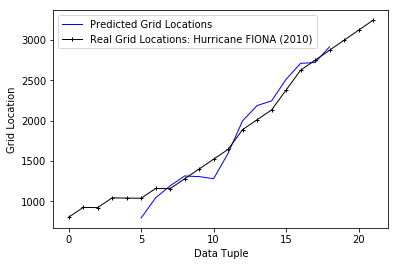 Predicted Grid Locations
Real Grid Locations: Hurricane FIONA (2010)
3000
2500
2000
1500
1000
Grid Location
0
5
10
15
20
Data Tuple